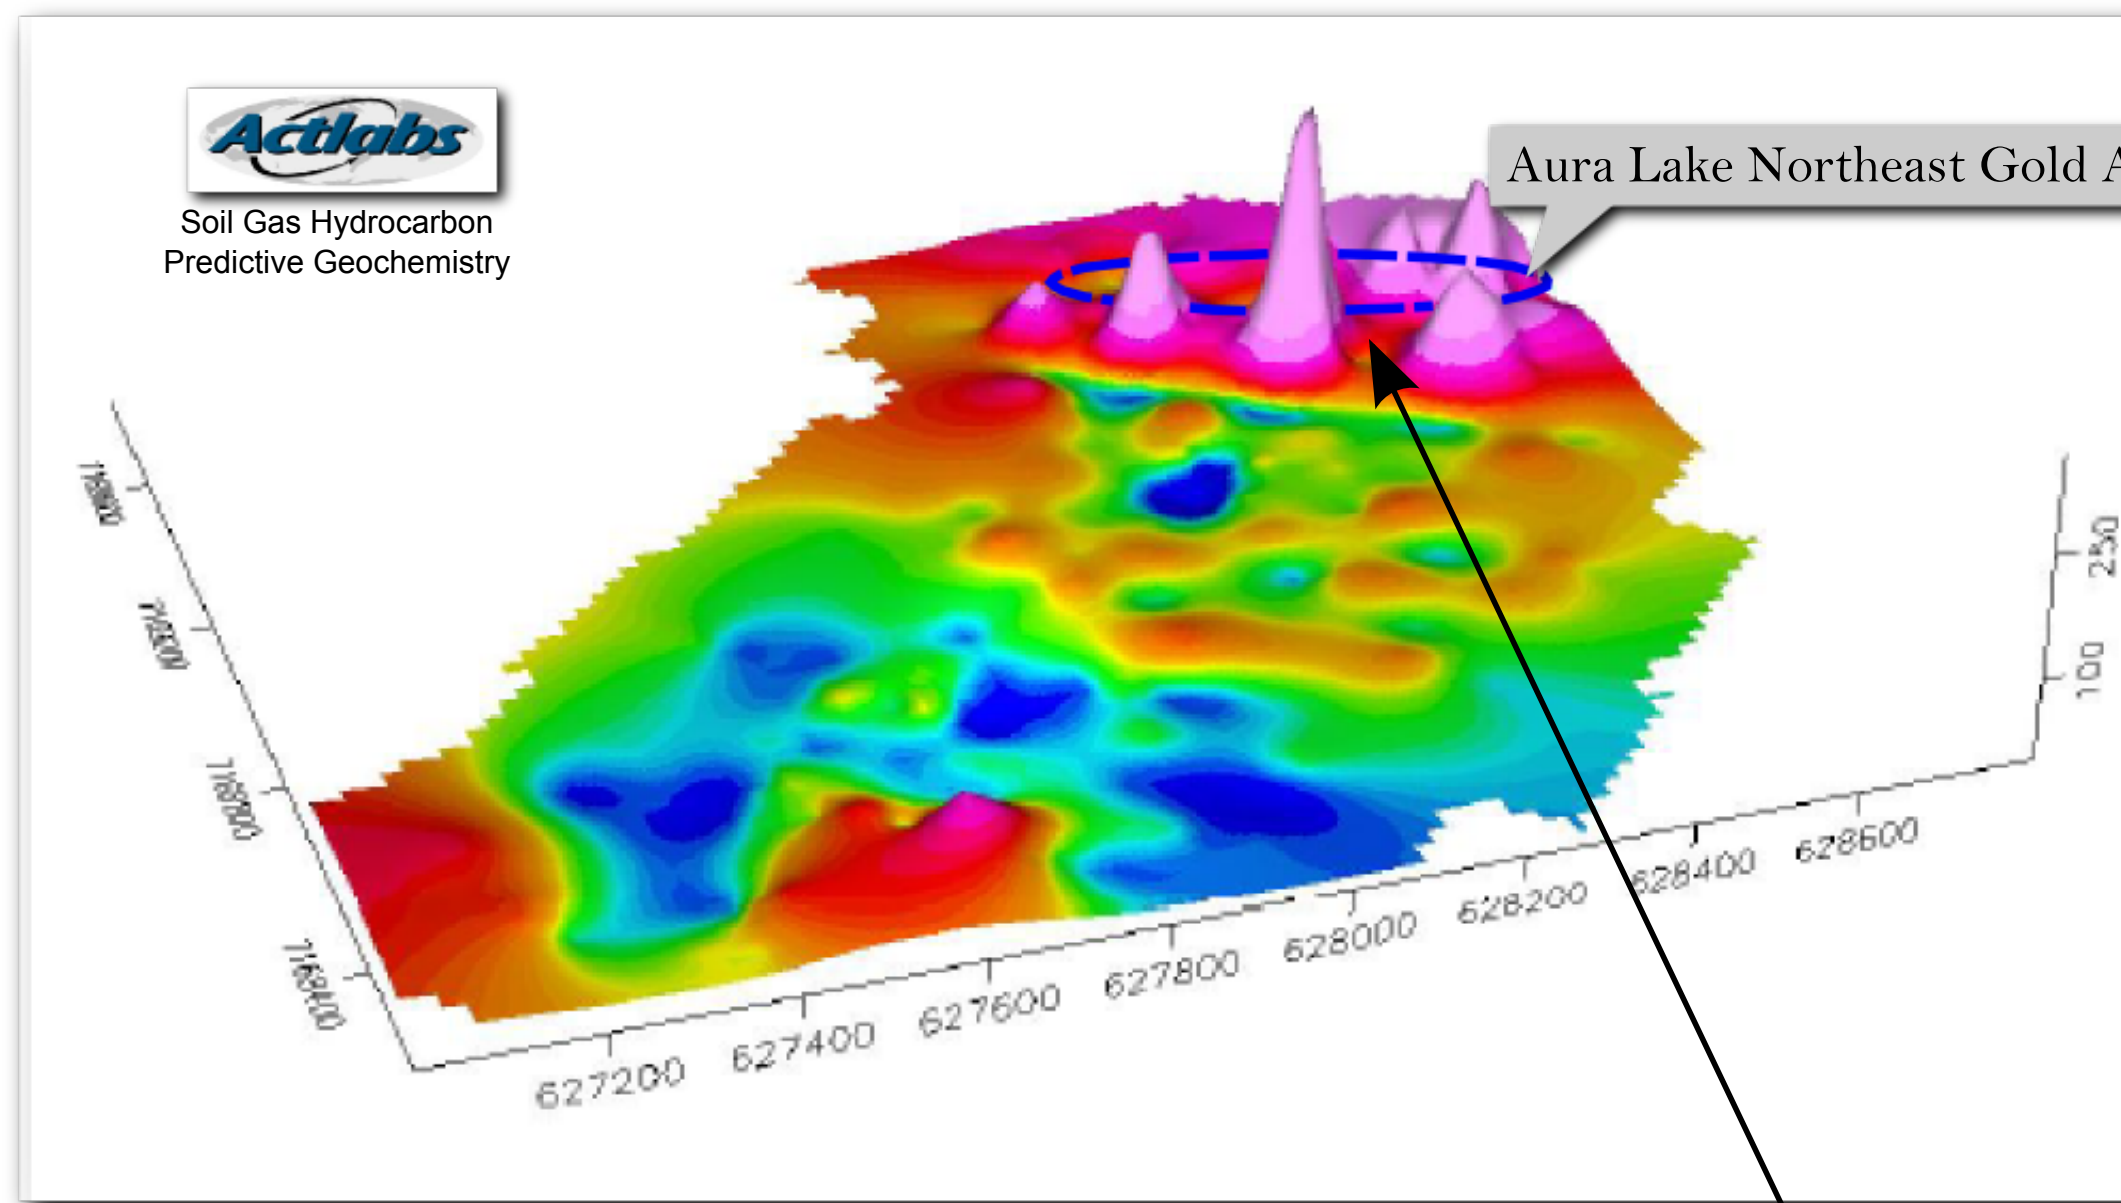 Actlabs
Soil Gas Hydrocarbon
Predictive Geochemistry
Aura Lake Northeast Gold A
250
100
627200
627400
627600
627800
628000
628200
628400
628600